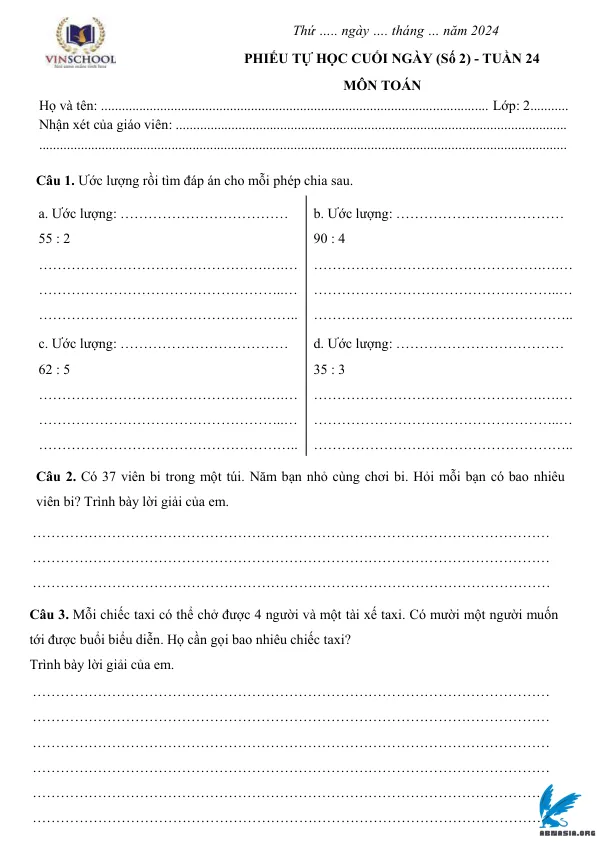 VINSCHOOL
Thứ ..... ngày .... tháng ... năm 2024
PHIẾU TỰ HỌC CUỐI NGÀY (Số 2) - TUẦN 24
MÔN TOÁN
Họ và tên: ............................................................................................................... Lớp: 2...........
Nhận xét của giáo viên: ................................................................................................................
.......................................................................................................................................................
Câu 1. Ước lượng rồi tìm đáp án cho mỗi phép chia sau.
a. Ước lượng: ………………………………
55 : 2
……………………………………………….……
………………………………………………..…
………………………………………………..
b. Ước lượng: ………………………………
90 : 4
……………………………………………….……
………………………………………………..…
………………………………………………..
c. Ước lượng: ………………………………
62 : 5
……………………………………………….……
………………………………………………..…
………………………………………………..
d. Ước lượng: ………………………………
35 : 3
……………………………………………….……
………………………………………………..…
………………………………………………..
Câu 2. Có 37 viên bi trong một túi. Năm bạn nhỏ cùng chơi bi. Hỏi mỗi bạn có bao nhiêu
viên bi? Trình bày lời giải của em.
…………………………………………………………………………………………………
…………………………………………………………………………………………………
…………………………………………………………………………………………………
Câu 3. Mỗi chiếc taxi có thể chở được 4 người và một tài xế taxi. Có mười một người muốn
tới được buổi biểu diễn. Họ cần gọi bao nhiêu chiếc taxi?
Trình bày lời giải của em.
…………………………………………………………………………………………………
…………………………………………………………………………………………………
…………………………………………………………………………………………………
…………………………………………………………………………………………………
…………………………………………………………………………………………………
…………………………………………………………………………………………………
ABMASIA.ORG